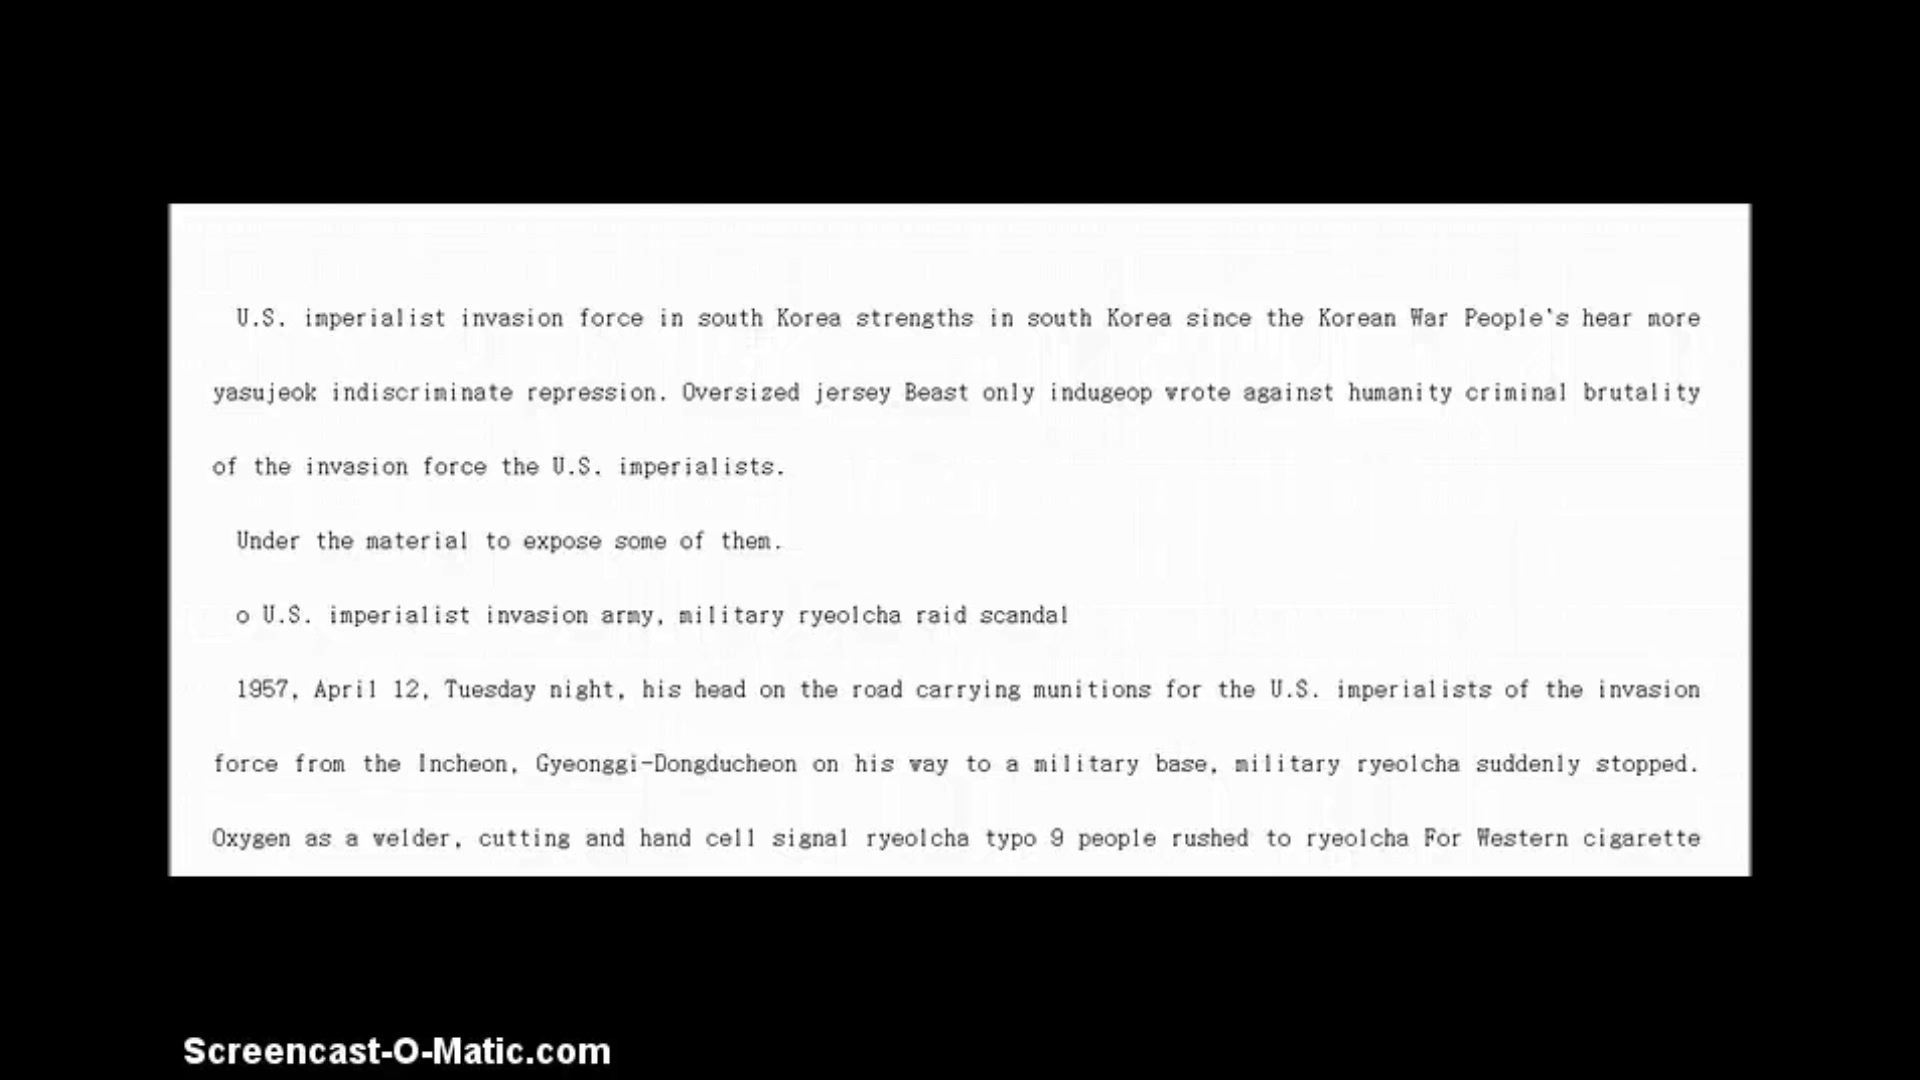 U.S. imperialist invasion force in south Korea strengths in south Korea since the Korean War People's hear more
yasujeok indiscriminate repression. Oversized jersey Beast only indugeop wrote against humanity criminal brutality
of the invasion force the U.S. imperialists.
Under the material to expose some of them.
o U.S. imperialist invasion army, military ryeolcha raid scandal
1957, April 12, Tuesday night, his head on the road carrying munitions for the U.S. imperialists of the invasion
force from the Incheon, Gyeonggi-Dongducheon on his way to a military base, military ryeolcha suddenly stopped.
Oxygen as a welder, cutting and hand cell signal ryeolcha typo 9 people rushed to ryeolcha For Western cigarette
Screencast-O-Matic.com